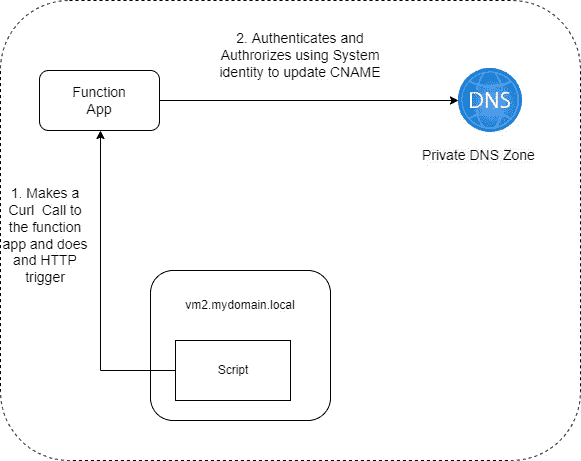 2. Authenticates and
Authrorizes using System
identity to update CNAME
Function
App
DNS
Private DNS Zone
1. Makes a
Curl Call to
the function
app and does
and HTTP
trigger
vm2.mydomain.local
Script